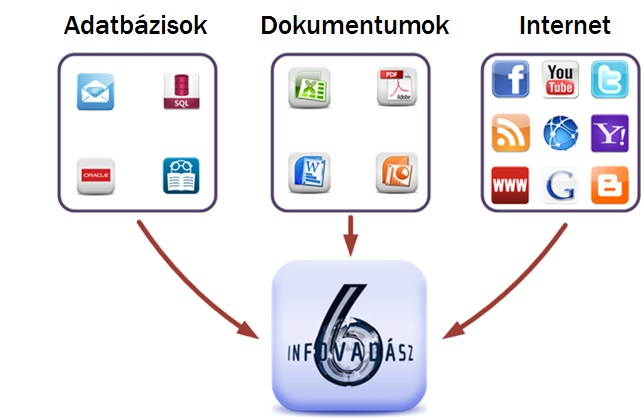 Adatbázisok
Dokumentumok
Internet
SQL
ORACLE
PDF
Adobe
You
Tube
Y!
WWW
G
6
INFOVADÁSZ